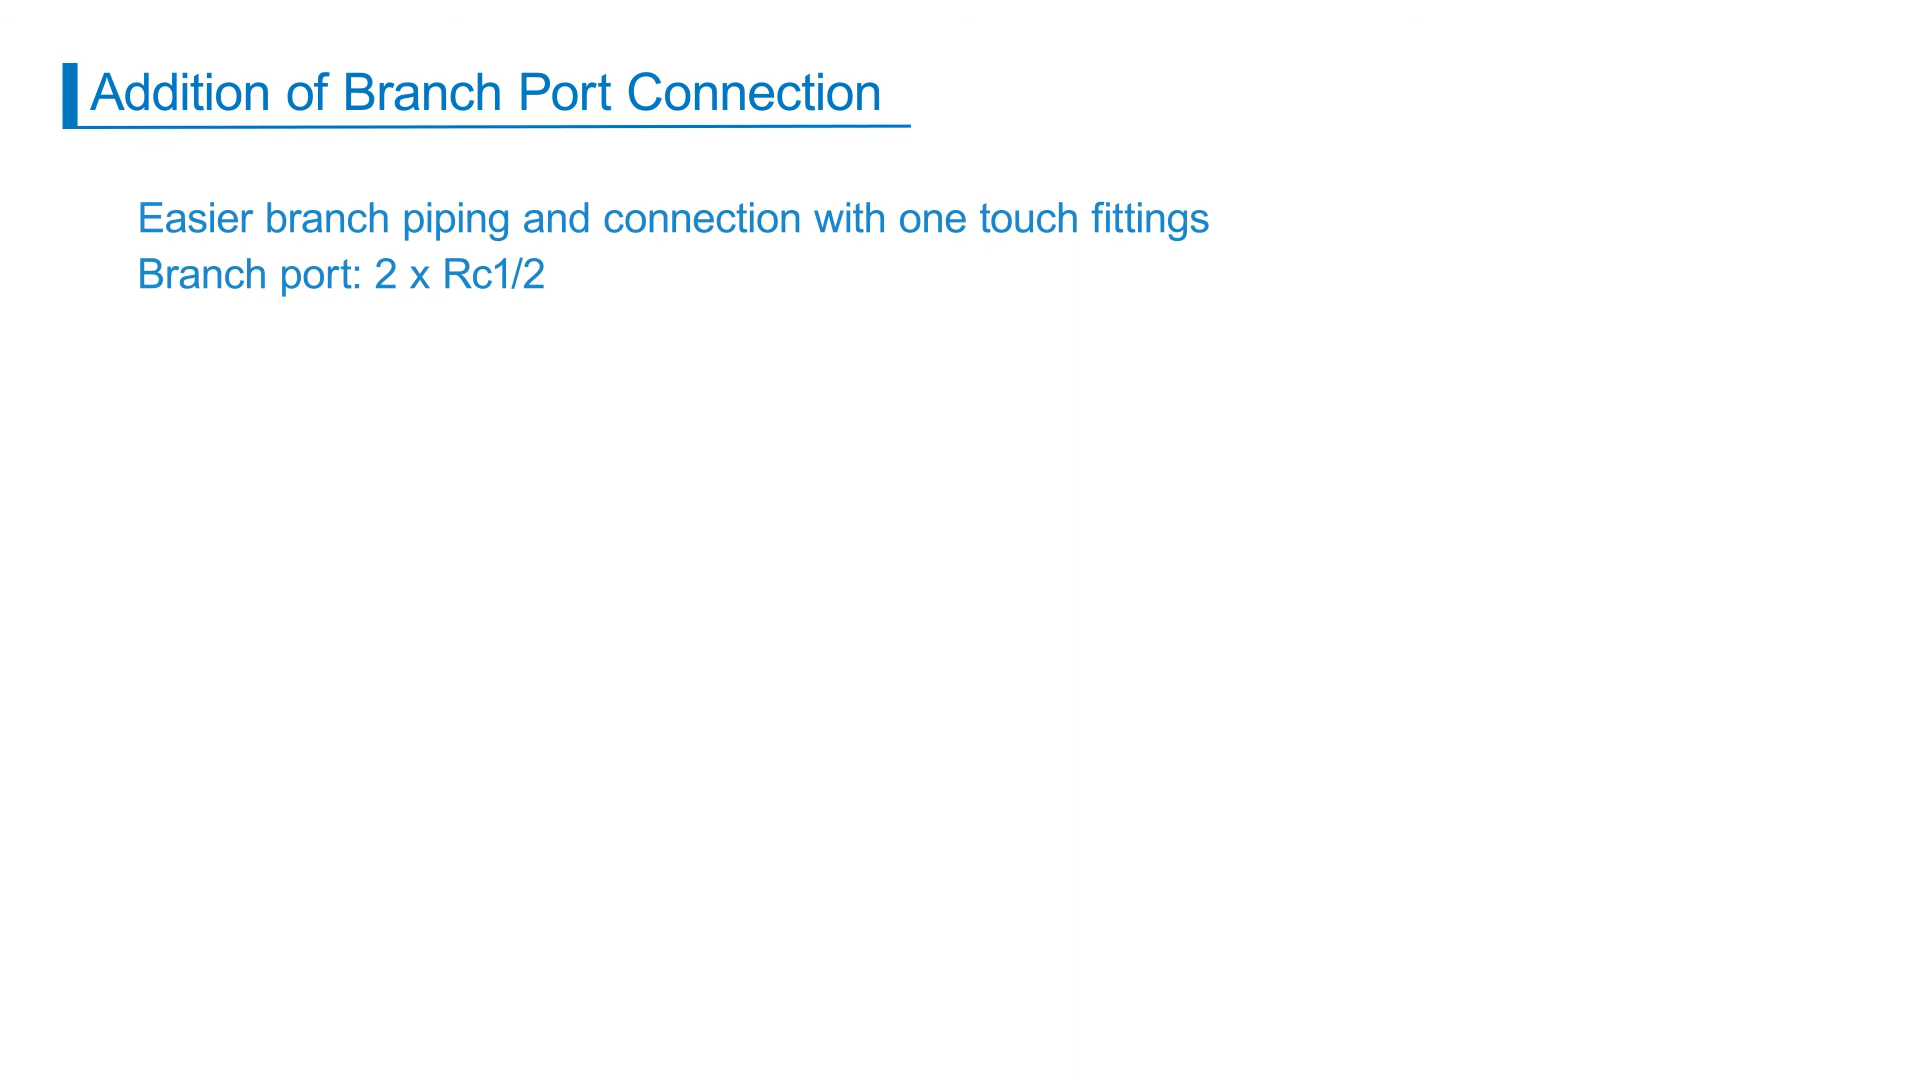 Addition of Branch Port Connection
Easier branch piping and connection with one touch fittings
Branch port: 2 x Rc1/2